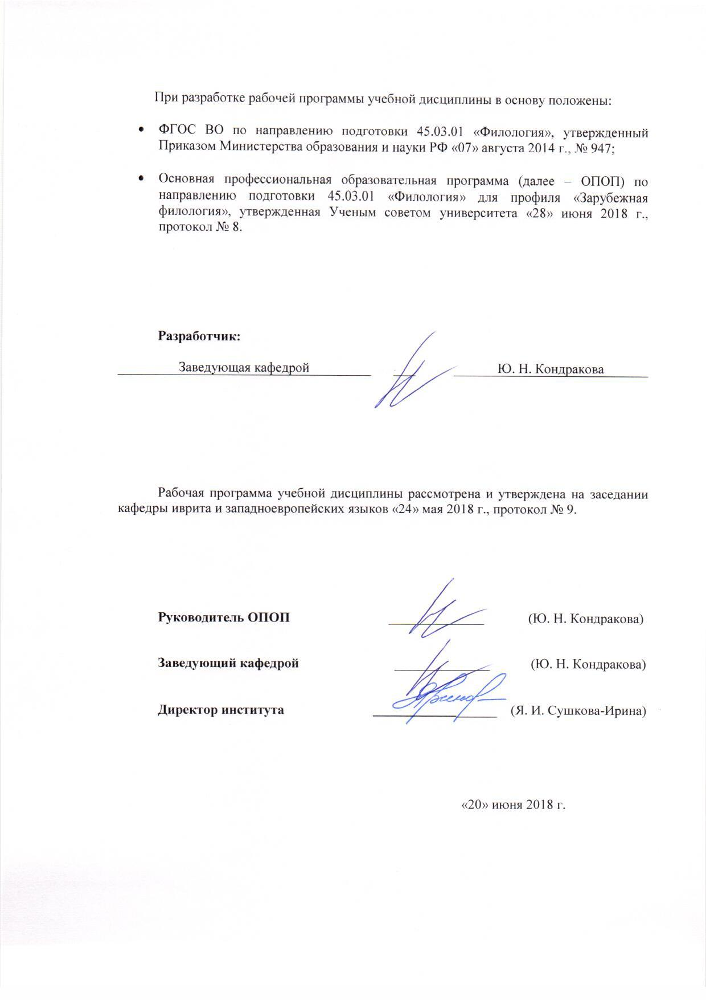 При разработке рабочей программы учебной дисциплины в основу положены:
• ФГОС ВО по направлению подготовки 45.03.01 «Филология», утвержденный
Приказом Министерства образования и науки РФ «07» августа 2014 г., № 947;
• Основная профессиональная образовательная программа (далее – ОПОП) по
направлению подготовки 45.03.01 «Филология» для профиля «Зарубежная
филология», утвержденная Ученым советом университета «28» июня 2018 г.,
протокол № 8.
Разработчик:
Заведующая кафедрой Ю. Н. Кондракова
Рабочая программа учебной дисциплины рассмотрена и утверждена на заседании
кафедры иврита и западноевропейских языков «24» мая 2018 г., протокол № 9.
Руководитель ОПОП (Ю. Н. Кондракова)
Заведующий кафедрой (Ю. Н. Кондракова)
Директор института (Я. И. Сушкова-Ирина)
«20» июня 2018 г.